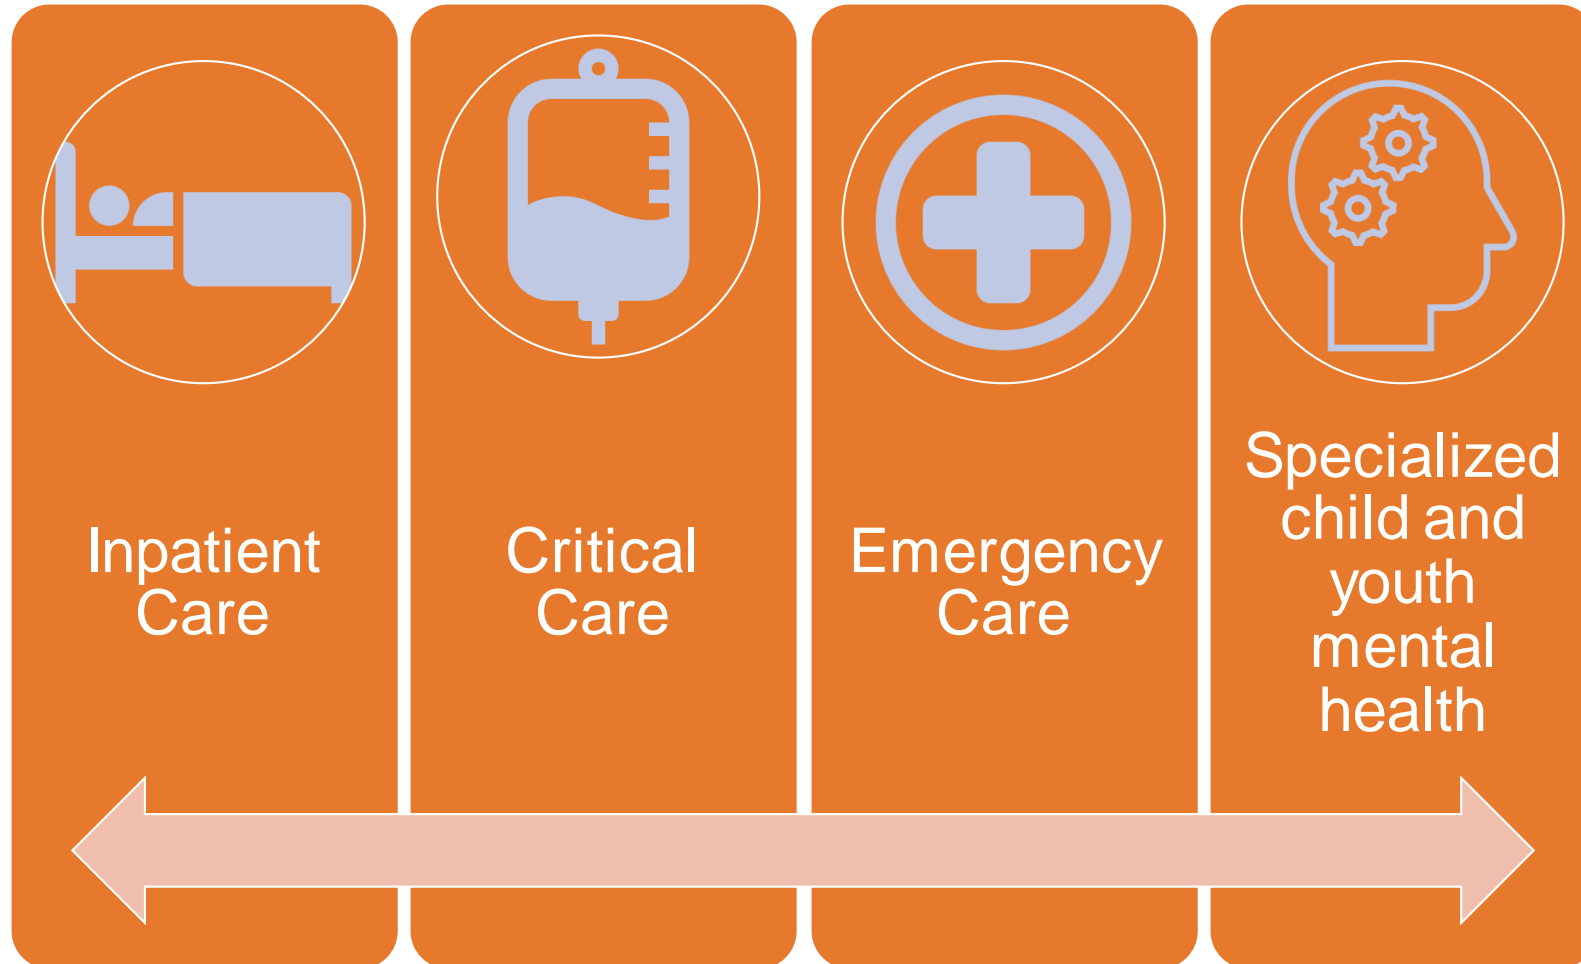 Inpatient
Care
Critical
Care
Emergency
Care
Specialized
child and
youth
mental
health